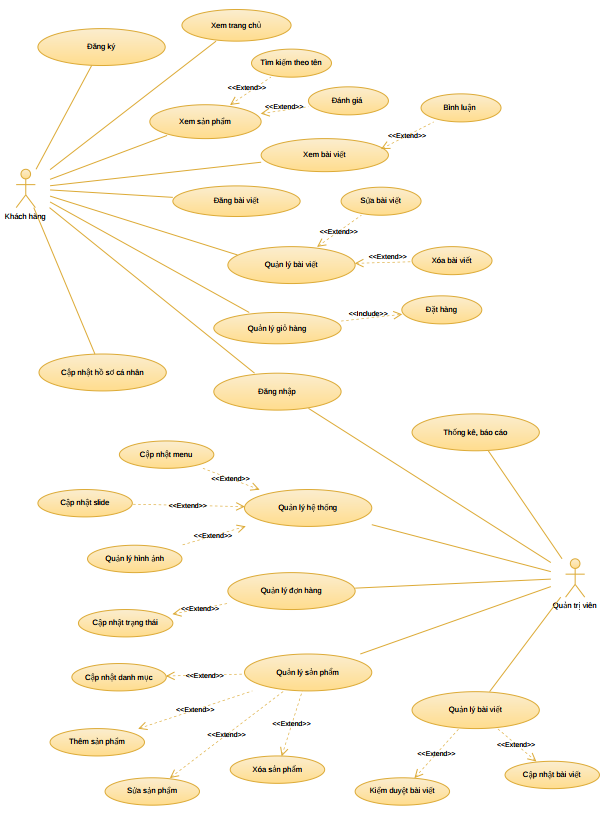 Xem trang chủ
Đăng ký
Tìm kiếm theo tên
<<Extend>>
Đánh giá
<<Extend>>
Bình luận
Xem sản phẩm
<<Extend>>
Xem bài viết
Đăng bài viết
Sửa bài viết
Khách hàng
<<Extend>>
<<Extend>>
Xóa bài viết
Quản lý bài viết
Đặt hàng
<<Include>>
Quản lý giỏ hàng
Cập nhật hồ sơ cá nhân
Đăng nhập
Thống kê, báo cáo
Cập nhật menu
<<Extend>>
Cập nhật slide
<<Extend>>
Quản lý hệ thống
<<Extend>>
Quản lý hình ảnh
Quản lý đơn hàng
Quản trị viên
<<Extend>>
Cập nhật trạng thái
Quản lý sản phẩm
Cập nhật danh mục
<<Extend>>
<<Extend>>
Quản lý bài viết
<<Extend>>
<<Extend>>
Thêm sản phẩm
<<Extend>>
<<Extend>>
Xóa sản phẩm
Cập nhật bài viết
Sửa sản phẩm
Kiểm duyệt bài viết